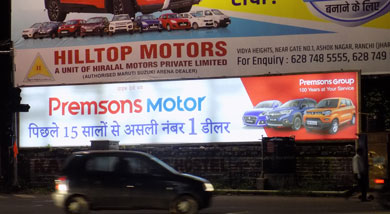 बनाने के लिए
HILLTOP MOTORS
A UNIT OF HIRALAL MOTORS PRIVATE LIMITED
(AUTHORISED MARUTI SUZUKI ARENA DEALER)
VIDYA HEIGHTS, NEAR GATE NO.1, ASHOK NAGAR, RANCHI
For Enquiry : 628 748 5555, 628 749
Premsons Motor
पिछले 15 सालों से असली नंबर 1 डीलर
Premsons Group
100 Years at Your Service